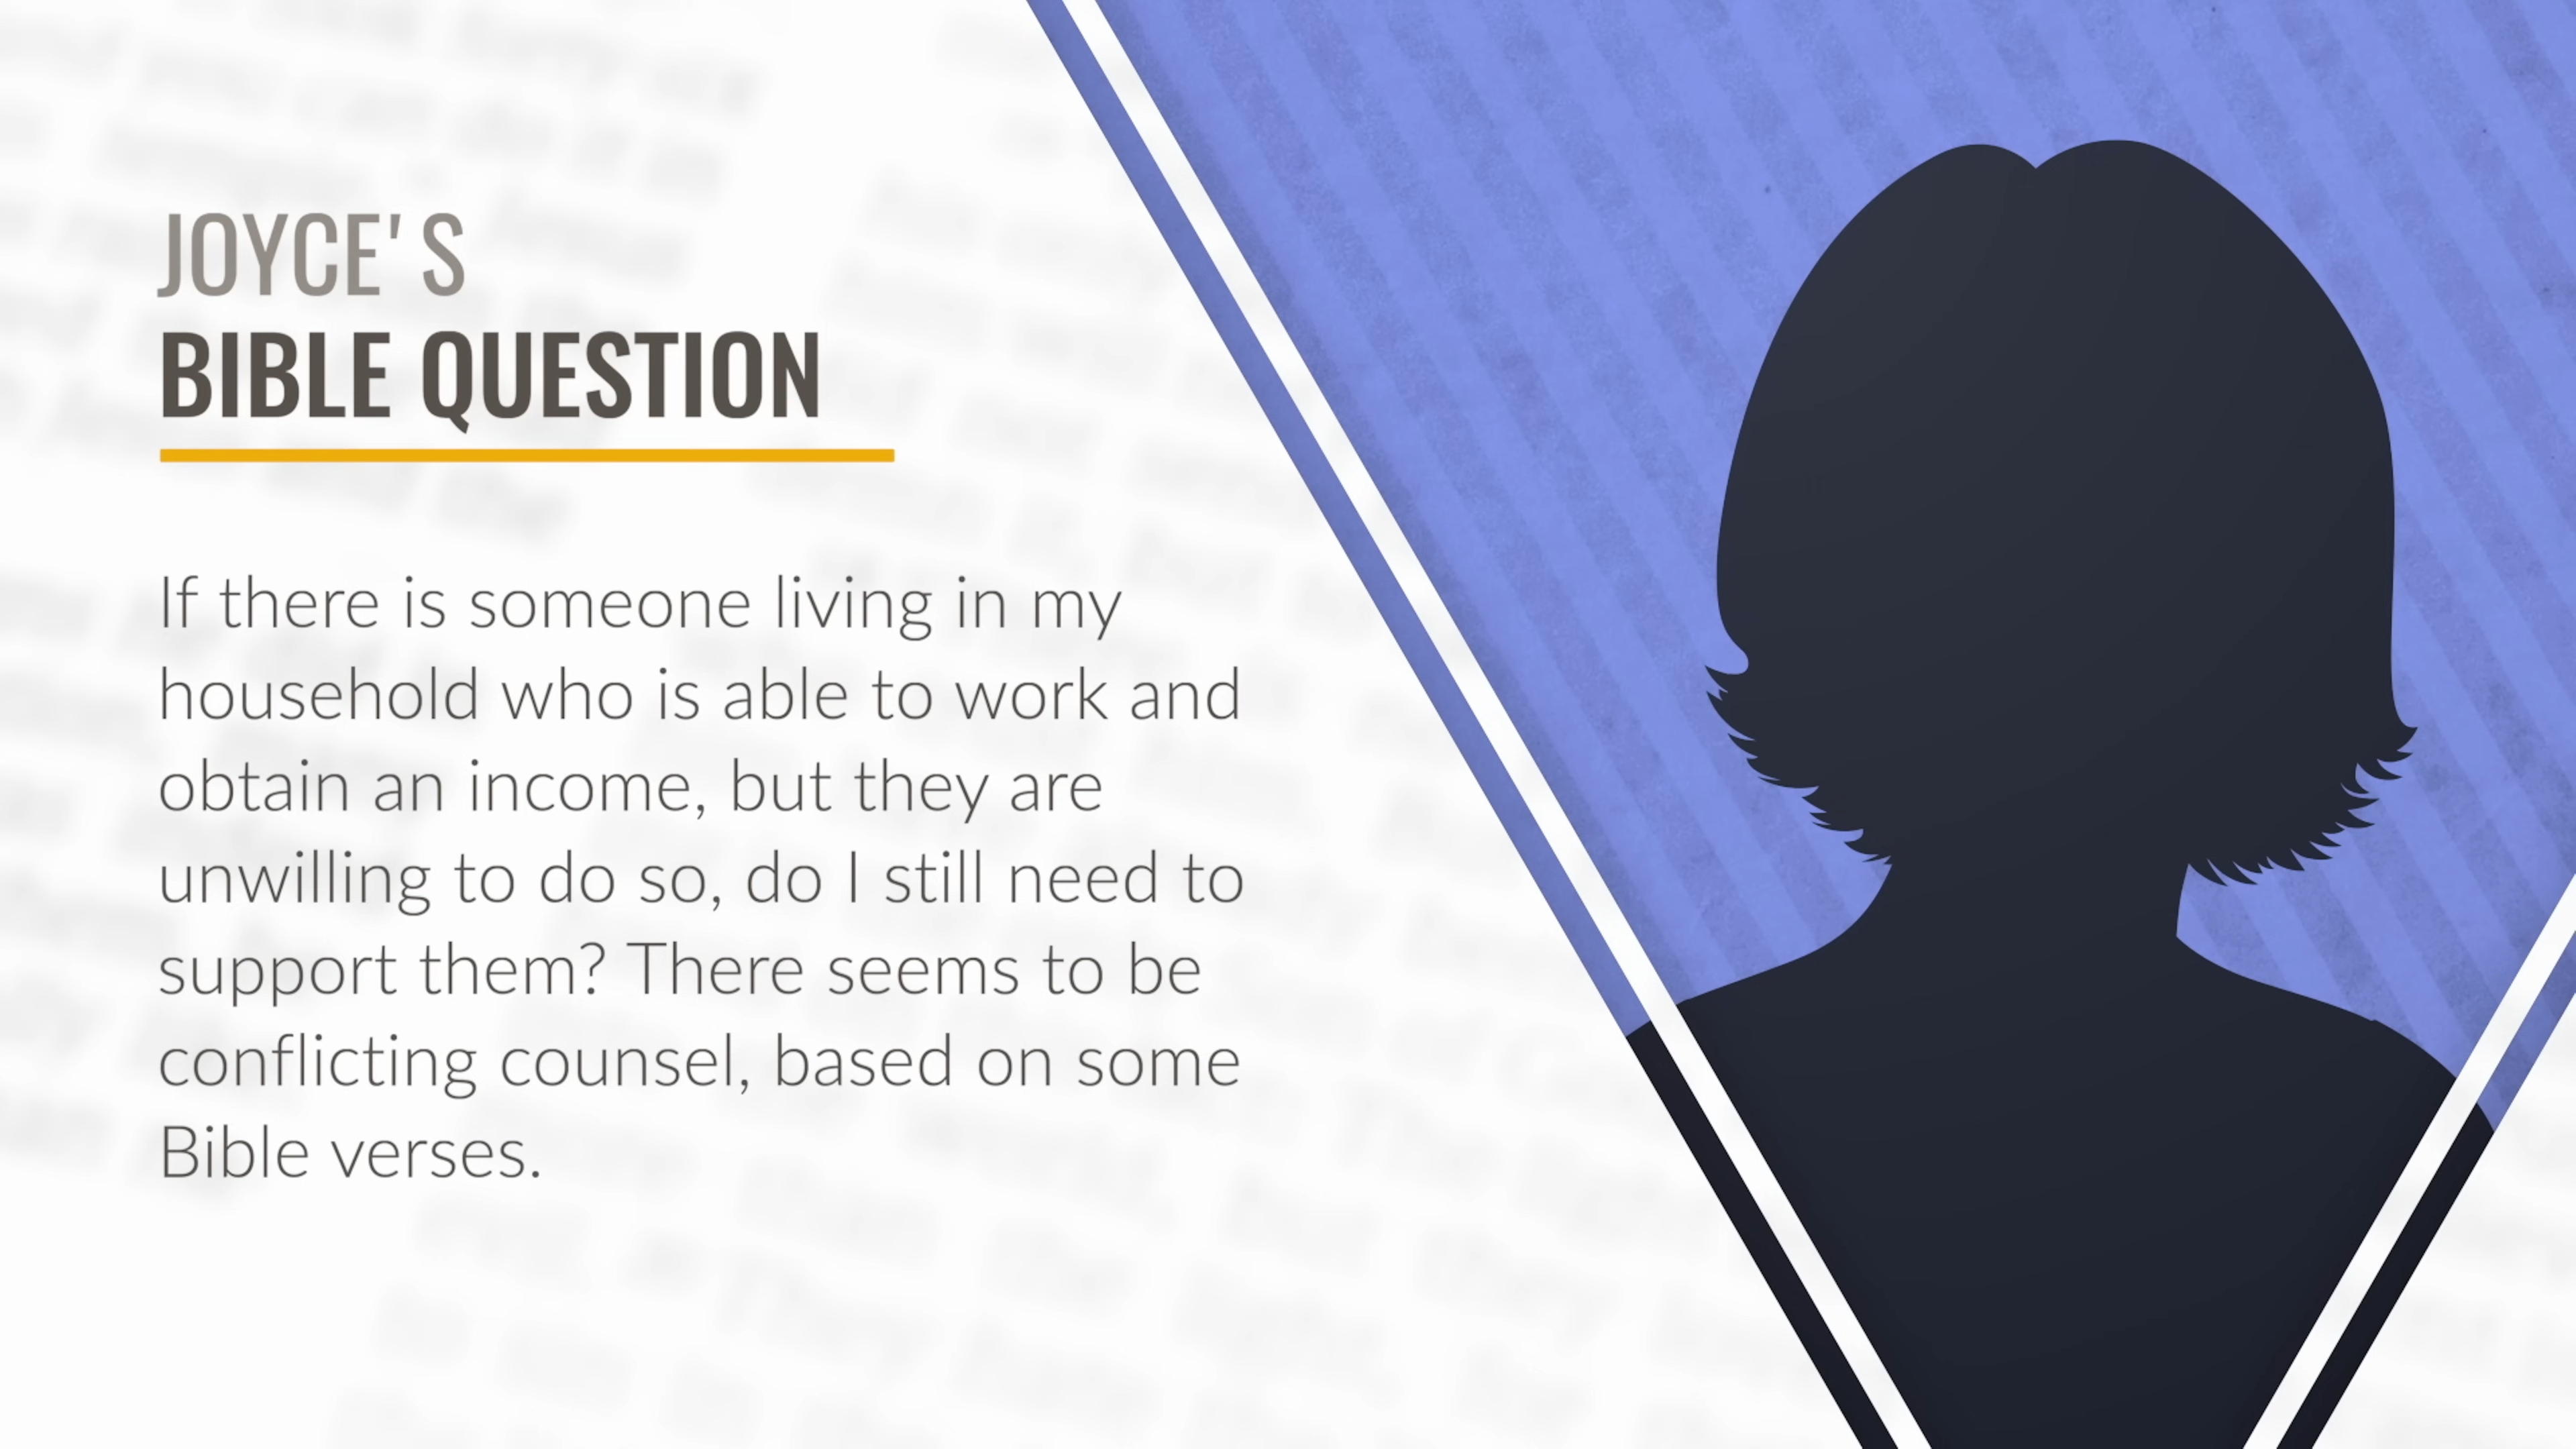 JOYCE'S
BIBLE QUESTION
If there is someone living in my
household who is able to work and
obtain an income, but they are
unwilling to do so, do I still need to
support them? There seems to be
conflicting counsel, based on some
Bible verses.